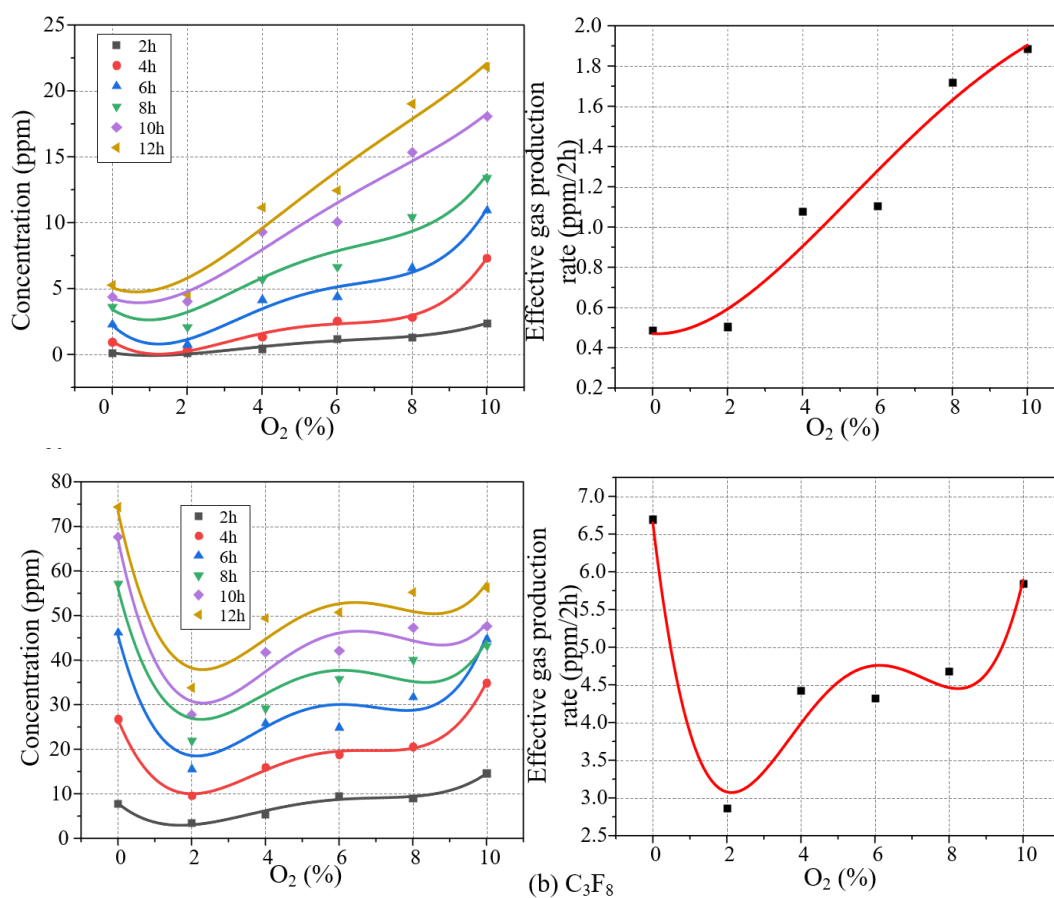 25
20
15
10
5
0
Concentration (ppm)
2h
4h
6h
8h
10h
12h
0 2 4 6 8 10
O₂ (%)
2.0
1.8
1.6
1.4
1.2
1.0
0.8
0.6
0.4
0.2
Effective gas production
rate (ppm/2h)
0 2 4 6 8 10
O₂ (%)
80
70
60
50
40
30
20
10
0
Concentration (ppm)
2h
4h
6h
8h
10h
12h
0 2 4 6 8 10
O₂ (%)
7.0
6.5
6.0
5.5
5.0
4.5
4.0
3.5
3.0
2.5
Effective gas production
rate (ppm/2h)
0 2 4 6 8 10
O₂ (%)
(b) C₃F₈